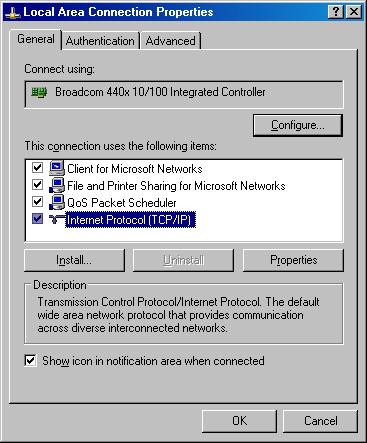 Local Area Connection Properties
General
Authentication
Advanced
Connect using:
Broadcom 440x 10/100 Integrated Controller
Configure...
This connection uses the following items:
Client for Microsoft Networks
File and Printer Sharing for Microsoft Networks
QoS Packet Scheduler
Internet Protocol (TCP/IP)
Install...
Uninstall
Properties
Description
Transmission Control Protocol/Internet Protocol. The default
wide area network protocol that provides communication
across diverse interconnected networks.
Show icon in notification area when connected
OK
Cancel